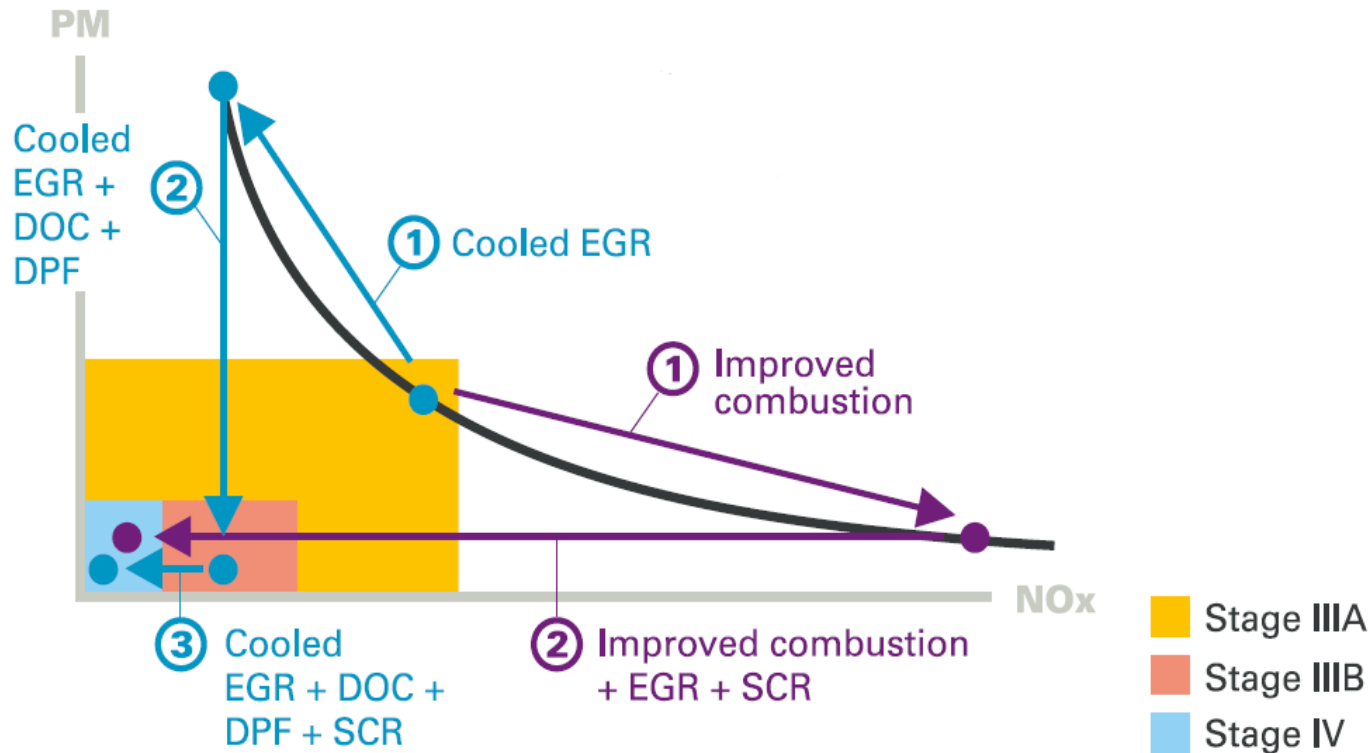 PM
Cooled
EGR +
DOC +
DPF
2
1 Cooled EGR
1 Improved
combustion
NOx
3 Cooled
EGR + DOC +
DPF + SCR
2 Improved combustion
+ EGR + SCR
Stage IIIA
Stage IIIB
Stage IV